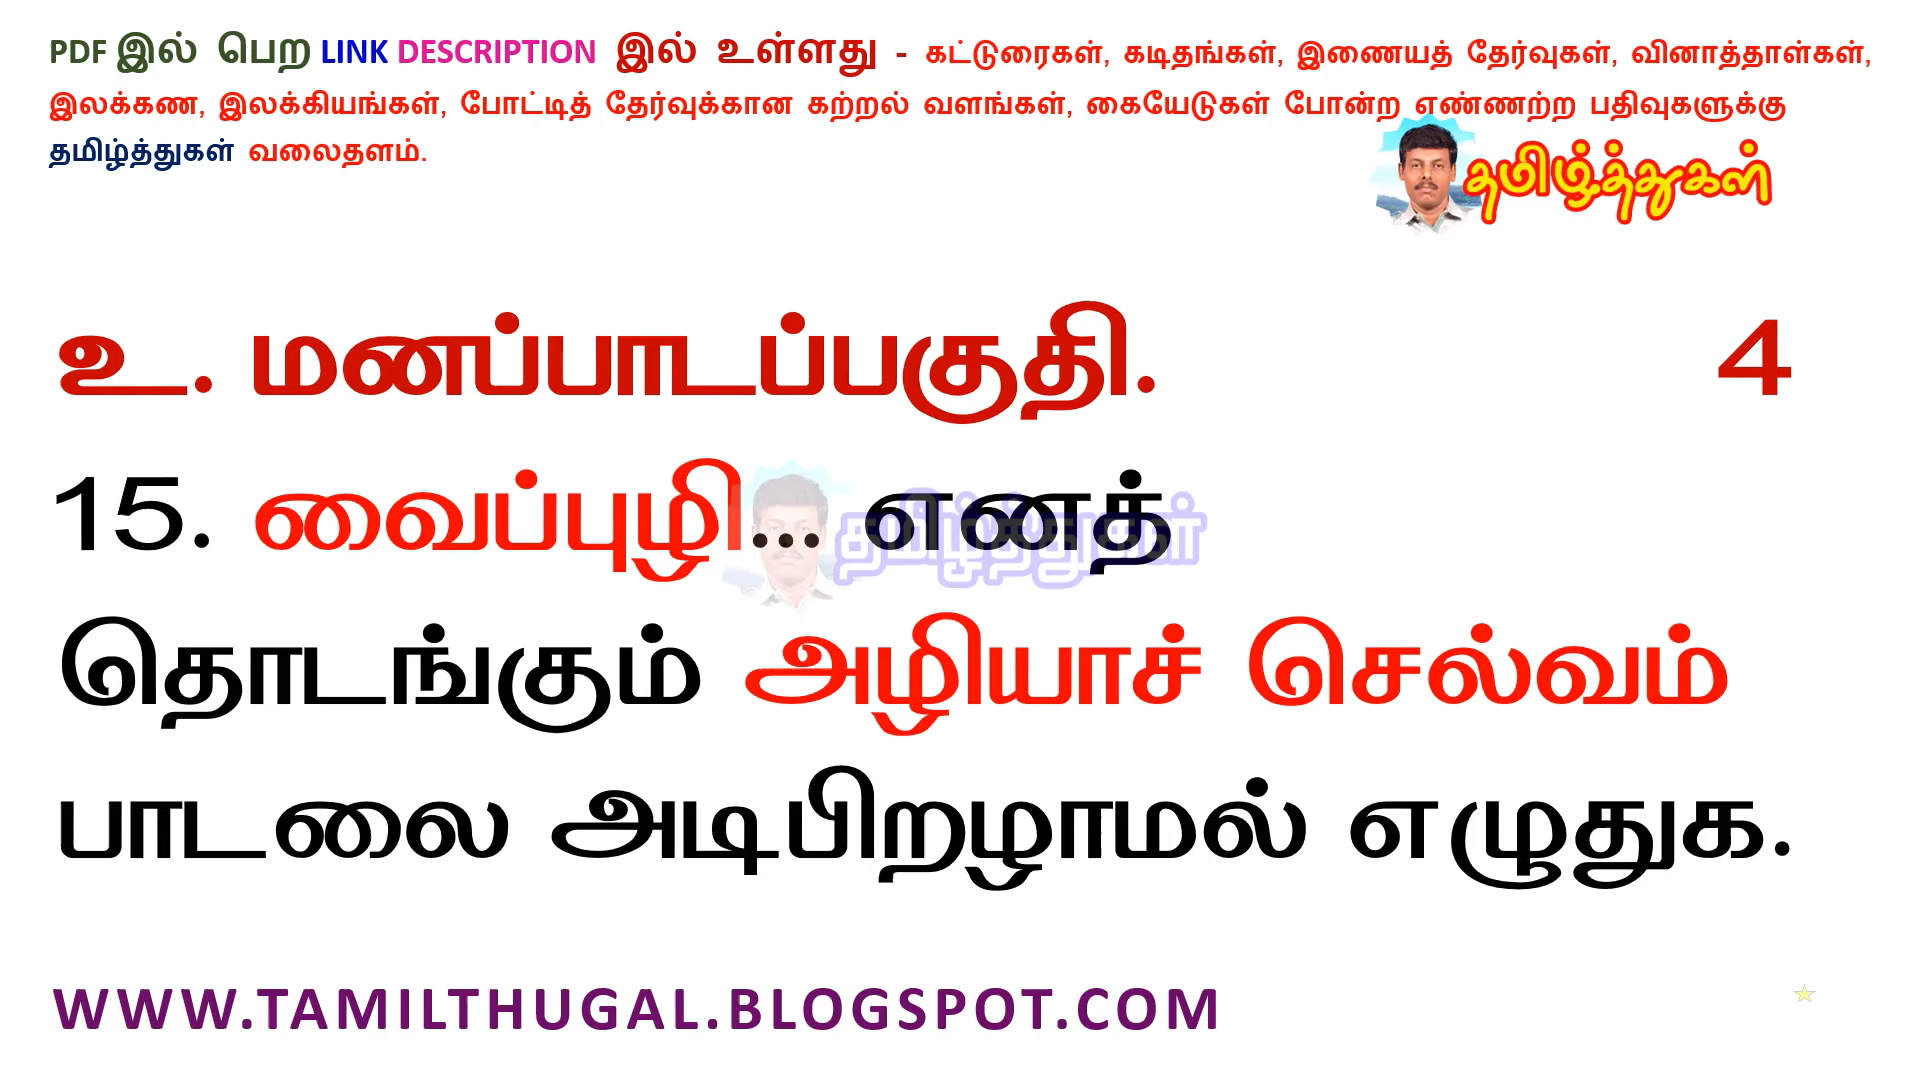 PDF இல் பெற LINK DESCRIPTION இல் உள்ளது - கட்டுரைகள், கடிதங்கள், இணையத் தேர்வுகள், வினாத்தாள்கள்,
இலக்கண, இலக்கியங்கள், போட்டித் தேர்வுக்கான கற்றல் வளங்கள், கையேடுகள் போன்ற எண்ணற்ற பதிவுகளுக்கு
தமிழ்த்துகள் வலைதளம்.
தமிழ்த்துகள்
உ. மனப்பாடப்பகுதி. 4
15. வைப்புழி... எனத்
தமிழ்த்துகள்
தொடங்கும் அழியாச் செல்வம்
பாடலை அடிபிறழாமல் எழுதுக.
WWW.TAMILTHUGAL.BLOGSPOT.COM